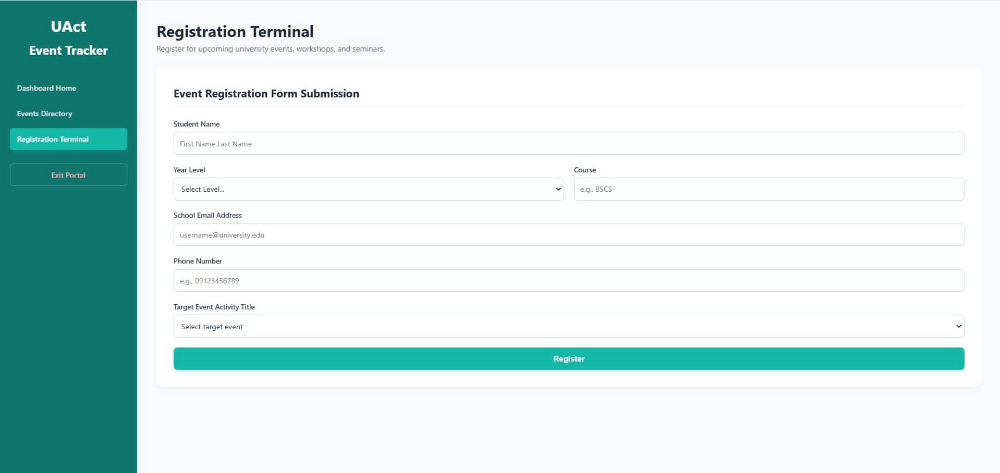 UAct
Event Tracker
Dashboard Home
Events Directory
Registration Terminal
Exit Portal
Registration Terminal
Register for upcoming university events, workshops, and seminars.
Event Registration Form Submission
Student Name
First Name Last Name
Year Level
Select Level...
Course
e.g., BSCS
School Email Address
username@university.edu
Phone Number
e.g., 09123456789
Target Event Activity Title
Select target event
Register